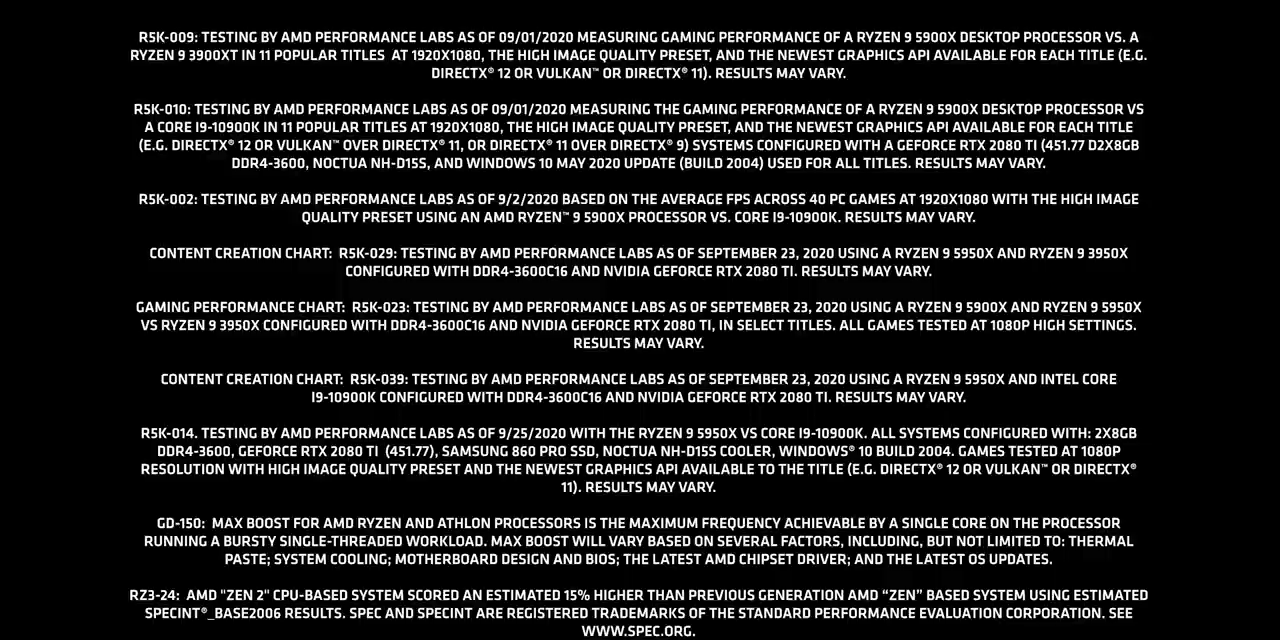 R5K-009: TESTING BY AMD PERFORMANCE LABS AS OF 09/01/2020 MEASURING GAMING PERFORMANCE OF A RYZEN 9 5900X DESKTOP PROCESSOR VS. A
RYZEN 9 3900XT IN 11 POPULAR TITLES AT 1920X1080, THE HIGH IMAGE QUALITY PRESET, AND THE NEWEST GRAPHICS API AVAILABLE FOR EACH TITLE (E.G.
DIRECTX® 12 OR VULKAN™ OR DIRECTX® 11). RESULTS MAY VARY.
R5K-010: TESTING BY AMD PERFORMANCE LABS AS OF 09/01/2020 MEASURING THE GAMING PERFORMANCE OF A RYZEN 9 5900X DESKTOP PROCESSOR VS
A CORE I9-10900K IN 11 POPULAR TITLES AT 1920X1080, THE HIGH IMAGE QUALITY PRESET, AND THE NEWEST GRAPHICS API AVAILABLE FOR EACH TITLE
(E.G. DIRECTX® 12 OR VULKAN™ OVER DIRECTX® 11, OR DIRECTX® 11 OVER DIRECTX® 9) SYSTEMS CONFIGURED WITH A GEFORCE RTX 2080 TI (451.77 D2X8GB
DDR4-3600, NOCTUA NH-D15S, AND WINDOWS 10 MAY 2020 UPDATE (BUILD 2004) USED FOR ALL TITLES. RESULTS MAY VARY.
R5K-002: TESTING BY AMD PERFORMANCE LABS AS OF 9/2/2020 BASED ON THE AVERAGE FPS ACROSS 40 PC GAMES AT 1920X1080 WITH THE HIGH IMAGE
QUALITY PRESET USING AN AMD RYZEN™ 9 5900X PROCESSOR VS. CORE I9-10900K. RESULTS MAY VARY.
CONTENT CREATION CHART: R5K-029: TESTING BY AMD PERFORMANCE LABS AS OF SEPTEMBER 23, 2020 USING A RYZEN 9 5950X AND RYZEN 9 3950X
CONFIGURED WITH DDR4-3600C16 AND NVIDIA GEFORCE RTX 2080 TI. RESULTS MAY VARY.
GAMING PERFORMANCE CHART: R5K-023: TESTING BY AMD PERFORMANCE LABS AS OF SEPTEMBER 23, 2020 USING A RYZEN 9 5900X AND RYZEN 9 5950X
VS RYZEN 9 3950X CONFIGURED WITH DDR4-3600C16 AND NVIDIA GEFORCE RTX 2080 TI, IN SELECT TITLES. ALL GAMES TESTED AT 1080P HIGH SETTINGS.
RESULTS MAY VARY.
CONTENT CREATION CHART: R5K-039: TESTING BY AMD PERFORMANCE LABS AS OF SEPTEMBER 23, 2020 USING A RYZEN 9 5950X AND INTEL CORE
I9-10900K CONFIGURED WITH DDR4-3600C16 AND NVIDIA GEFORCE RTX 2080 TI. RESULTS MAY VARY.
R5K-014. TESTING BY AMD PERFORMANCE LABS AS OF 9/25/2020 WITH THE RYZEN 9 5950X VS CORE I9-10900K. ALL SYSTEMS CONFIGURED WITH: 2X8GB
DDR4-3600, GEFORCE RTX 2080 TI (451.77), SAMSUNG 860 PRO SSD, NOCTUA NH-D15S COOLER, WINDOWS® 10 BUILD 2004. GAMES TESTED AT 1080P
RESOLUTION WITH HIGH IMAGE QUALITY PRESET AND THE NEWEST GRAPHICS API AVAILABLE TO THE TITLE (E.G. DIRECTX® 12 OR VULKAN™ OR DIRECTX®
11). RESULTS MAY VARY.
GD-150: MAX BOOST FOR AMD RYZEN AND ATHLON PROCESSORS IS THE MAXIMUM FREQUENCY ACHIEVABLE BY A SINGLE CORE ON THE PROCESSOR
RUNNING A BURSTY SINGLE-THREADED WORKLOAD. MAX BOOST WILL VARY BASED ON SEVERAL FACTORS, INCLUDING, BUT NOT LIMITED TO: THERMAL
PASTE; SYSTEM COOLING; MOTHERBOARD DESIGN AND BIOS; THE LATEST AMD CHIPSET DRIVER; AND THE LATEST OS UPDATES.
RZ3-24: AMD "ZEN 2" CPU-BASED SYSTEM SCORED AN ESTIMATED 15% HIGHER THAN PREVIOUS GENERATION AMD “ZEN” BASED SYSTEM USING ESTIMATED
SPECINT®_BASE2006 RESULTS. SPEC AND SPECINT ARE REGISTERED TRADEMARKS OF THE STANDARD PERFORMANCE EVALUATION CORPORATION. SEE
WWW.SPEC.ORG.